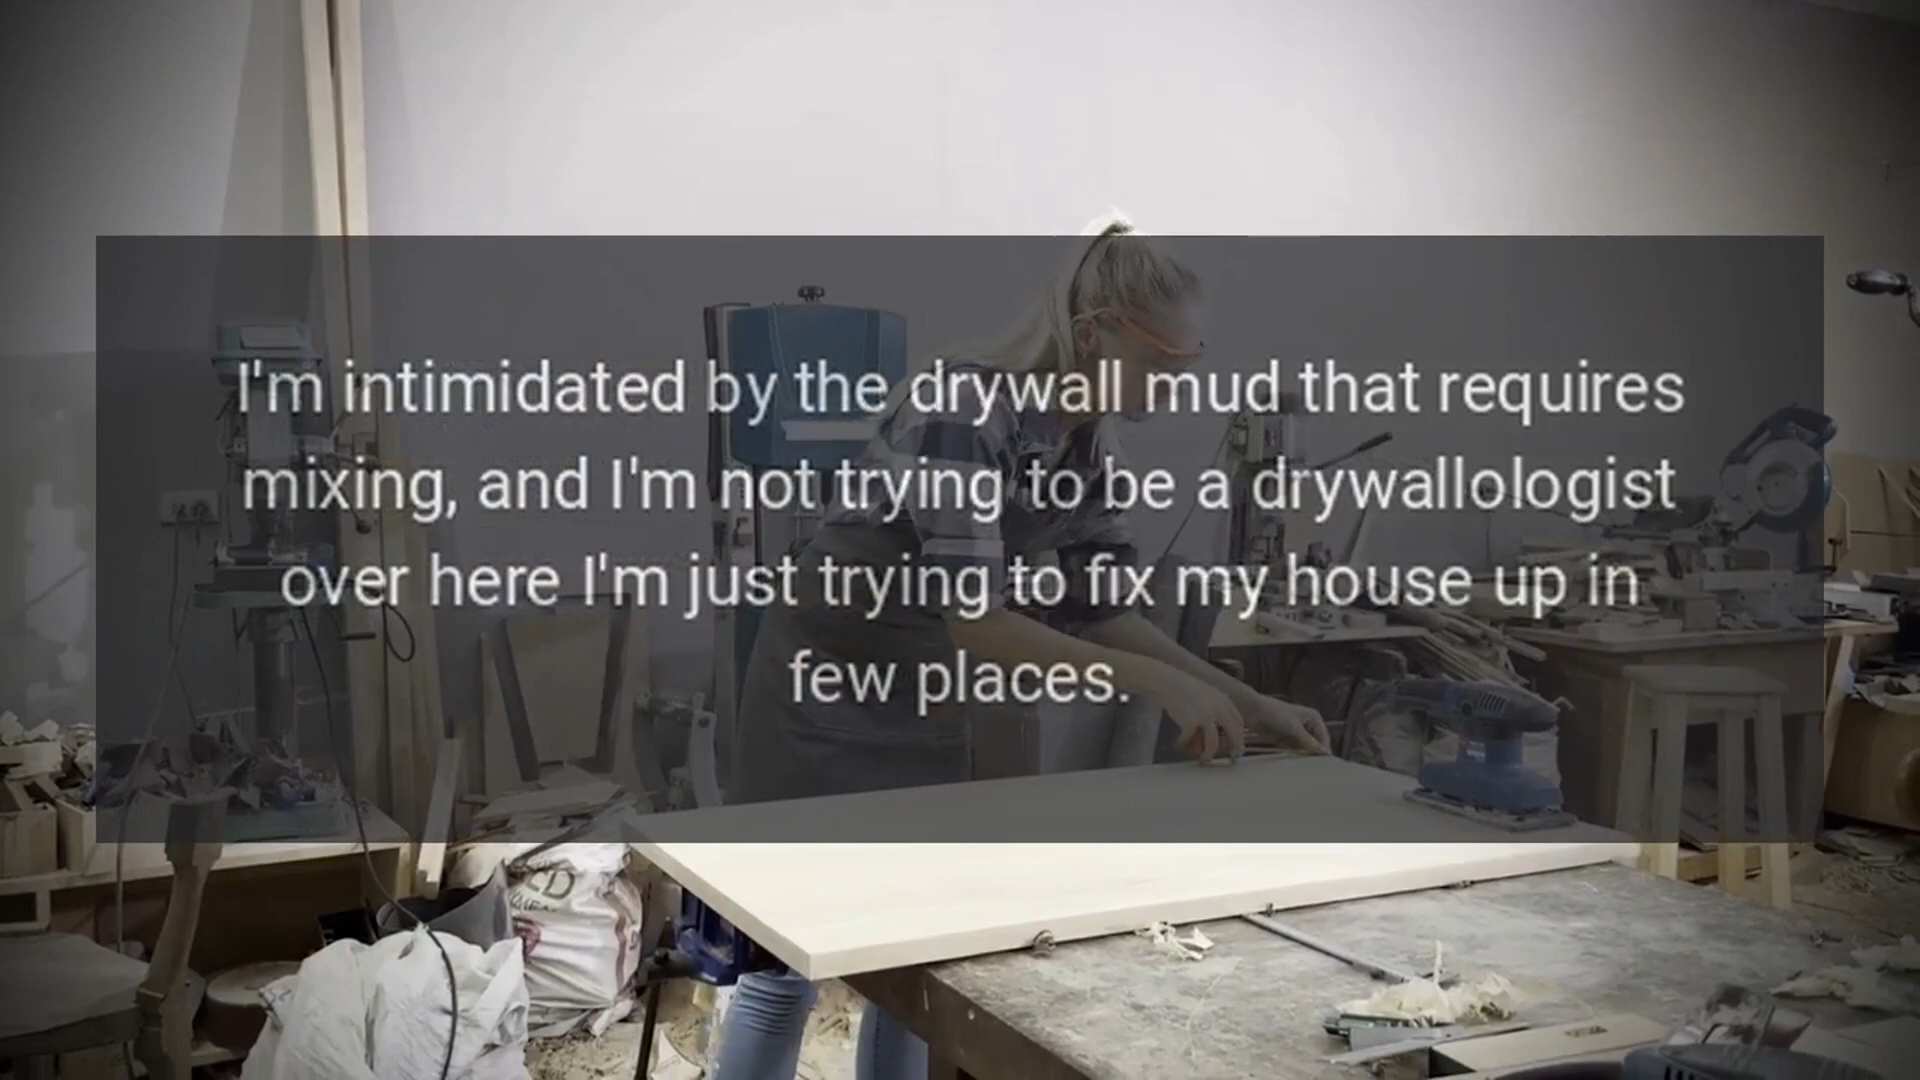 I'm intimidated by the drywall mud that requires
mixing, and I'm not trying to be a drywallologist
over here I'm just trying to fix my house up in
few places.